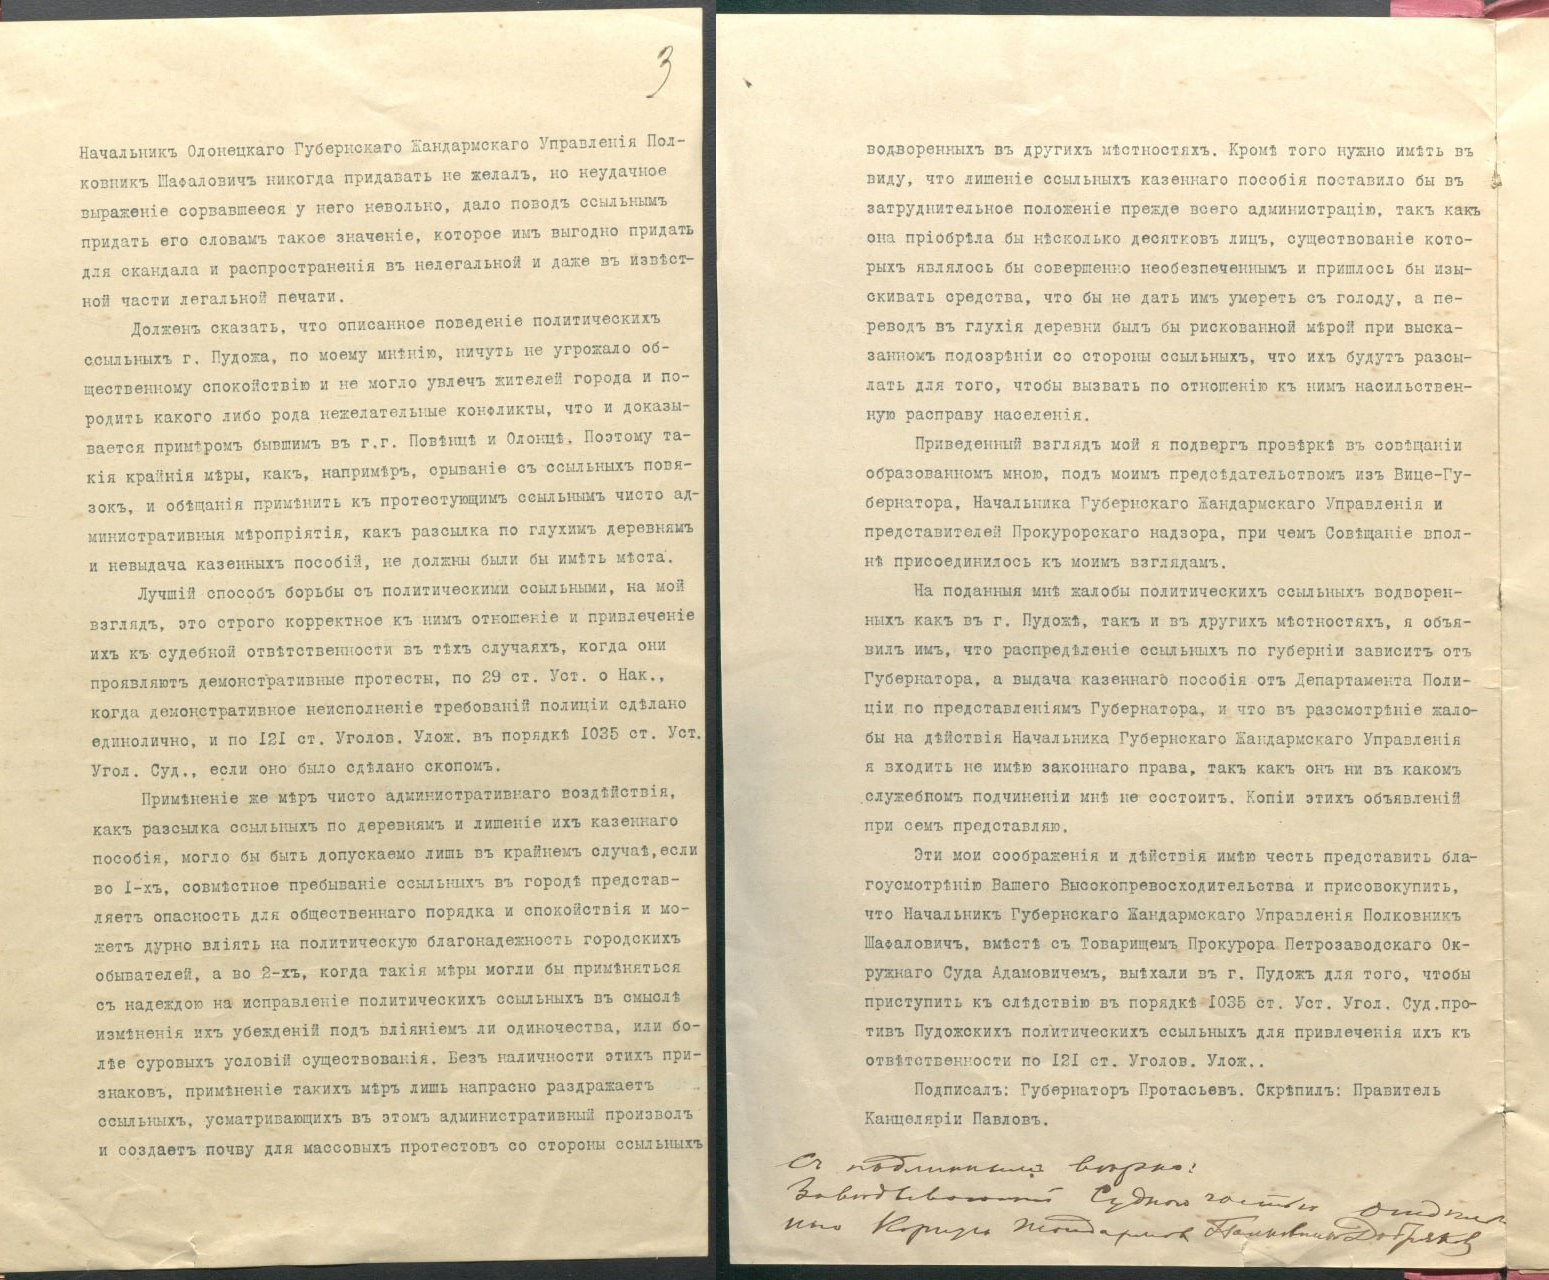 3
Начальникъ Олонецкаго Губернскаго Жандармскаго Управленія Пол-
ковникъ Шафаловичъ никогда придавать не желалъ, но неудачное
выраженіе сорвавшееся у него невольно, дало поводъ ссыльнымъ
придать его словамъ такое значеніе, которое имъ выгодно придать
для скандала и распространенія въ нелегальной и даже въ извѣст-
ной части легальной печати.
Долженъ сказать, что описанное поведеніе политическихъ
ссыльныхъ г. Пудожа, по моему мнѣнію, ничуть не угрожало об-
щественному спокойствію и не могло увлечь жителей города и по-
родить какого либо рода нежелательные конфликты, что и доказы-
вается примѣромъ бывшимъ въ г.г. Повѣнцѣ и Олонцѣ. Поэтому та-
кія крайнія мѣры, какъ, напримѣръ, срываніе съ ссыльныхъ повя-
зокъ, и обѣщанія примѣнить къ протестующимъ ссыльнымъ чисто ад-
министративныя мѣропріятія, какъ разсылка по глухимъ деревнямъ
и невыдача казенныхъ пособій, не должны были бы имѣть мѣста.
Лучшій способъ борьбы съ политическими ссыльными, на мой
взглядъ, это строго корректное къ нимъ отношеніе и привлеченіе
ихъ къ судебной отвѣтственности въ тѣхъ случаяхъ, когда они
проявляютъ демонстративные протесты, по 29 ст. Уст. о Нак.,
когда демонстративное неисполненіе требованій полиціи сдѣлано
единолично, и по I2I ст. Уголов. Улож. въ порядкѣ I035 ст. Уст.
Угол. Суд., если оно было сдѣлано скопомъ.
Примѣненіе же мѣръ чисто административнаго воздѣйствія,
какъ разсылка ссыльныхъ по деревнямъ и лишеніе ихъ казеннаго
пособія, могло бы быть допускаемо лишь въ крайнемъ случаѣ,если
во I-хъ, совмѣстное пребываніе ссыльныхъ въ городѣ представ-
ляетъ опасность для общественнаго порядка и спокойствія и мо-
жетъ дурно вліять на политическую благонадежность городскихъ
обывателей, а во 2-хъ, когда такія мѣры могли бы примѣняться
съ надеждою на исправленіе политическихъ ссыльныхъ въ смыслѣ
измѣненія ихъ убежденій подъ вліяніемъ ли одиночества, или бо-
лѣе суровыхъ условій существованія. Безъ наличности этихъ при-
знаковъ, примѣненіе такихъ мѣръ лишь напрасно раздражаетъ
ссыльныхъ, усматривающихъ въ этомъ административный произволъ
и создаетъ почву для массовыхъ протестовъ со стороны ссыльныхъ
водворенныхъ въ другихъ мѣстностяхъ. Кромѣ того нужно имѣть въ
виду, что лишеніе ссыльныхъ казеннаго пособія поставило бы въ
затруднительное положеніе прежде всего администрацію, такъ какъ
она пріобрѣла бы нѣсколько десятковъ лицъ, существованіе кото-
рыхъ являлось бы совершенно необезпеченнымъ и пришлось бы изы-
скивать средства, что бы не дать имъ умереть съ голоду, а пе-
реводъ въ глухія деревни былъ бы рискованной мѣрой при выска-
занномъ подозрѣніи со стороны ссыльныхъ, что ихъ будутъ разсы-
лать для того, чтобы вызвать по отношенію къ нимъ насильствен-
ную расправу населенія.
Приведенный взглядъ мой я подвергъ провѣркѣ въ совѣщаніи
образованномъ мною, подъ моимъ предсѣдательствомъ изъ Вице-Гу-
бернатора, Начальника Губернскаго Жандармскаго Управленія и
представителей Прокурорскаго надзора, при чемъ Совѣщаніе впол-
нѣ присоединилось къ моимъ взглядамъ.
На поданныя мнѣ жалобы политическихъ ссыльныхъ водворен-
ныхъ какъ въ г. Пудожѣ, такъ и въ другихъ мѣстностяхъ, я объя-
вилъ имъ, что распредѣленіе ссыльныхъ по губерніи зависитъ отъ
Губернатора, а выдача казеннаго пособія отъ Департамента Поли-
ціи по представленіямъ Губернатора, и что въ разсмотрѣніе жало-
бы на дѣйствія Начальника Губернскаго Жандармскаго Управленія
я входить не имѣю законнаго права, такъ какъ онъ ни въ какомъ
служебномъ подчиненіи мнѣ не состоитъ. Копіи этихъ объявленій
при семъ представляю.
Эти мои соображенія и дѣйствія имѣю честь представить бла-
гоусмотрѣнію Вашего Высокопревосходительства и присовокупить,
что Начальникъ Губернскаго Жандармскаго Управленія Полковникъ
Шафаловичъ, вмѣстѣ съ Товарищемъ Прокурора Петрозаводскаго Ок-
ружнаго Суда Адамовичемъ, выѣхали въ г. Пудожъ для того, чтобы
приступить къ слѣдствію въ порядкѣ I035 ст. Уст. Угол. Суд.про-
тивъ Пудожскихъ политическихъ ссыльныхъ для привлеченія ихъ къ
отвѣтственности по I2I ст. Уголов. Улож..
Подписалъ: Губернаторъ Протасьевъ. Скрѣпилъ: Правитель
Канцеляріи Павловъ.
Съ подлиннымъ вѣрно:
Завѣдывающій Судною частью отдѣль
наго Корпуса Жандармовъ Полковникъ Добряковъ